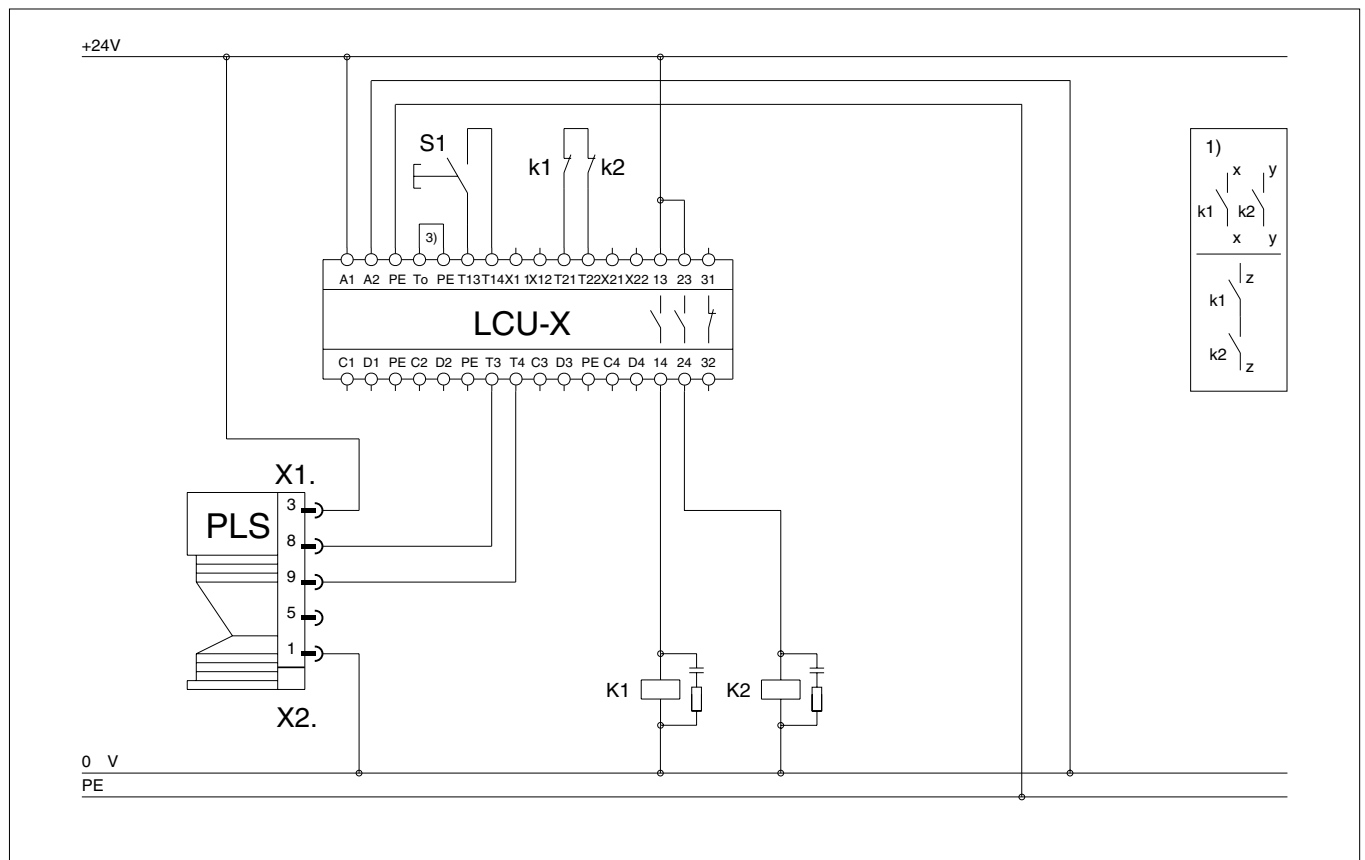 +24V
S1
k1
k2
3)
A1 A2 PE To PE T13 T14 X1 1X12 T21 T22 X21 X22 13 23 31
LCU-X
C1 D1 PE C2 D2 PE T3 T4 C3 D3 PE C4 D4 14 24 32
1)
x y
k1 k2
x y
z
k1
k2
z
X1.
PLS
3
8
9
5
1
X2.
K1
K2
0 V
PE